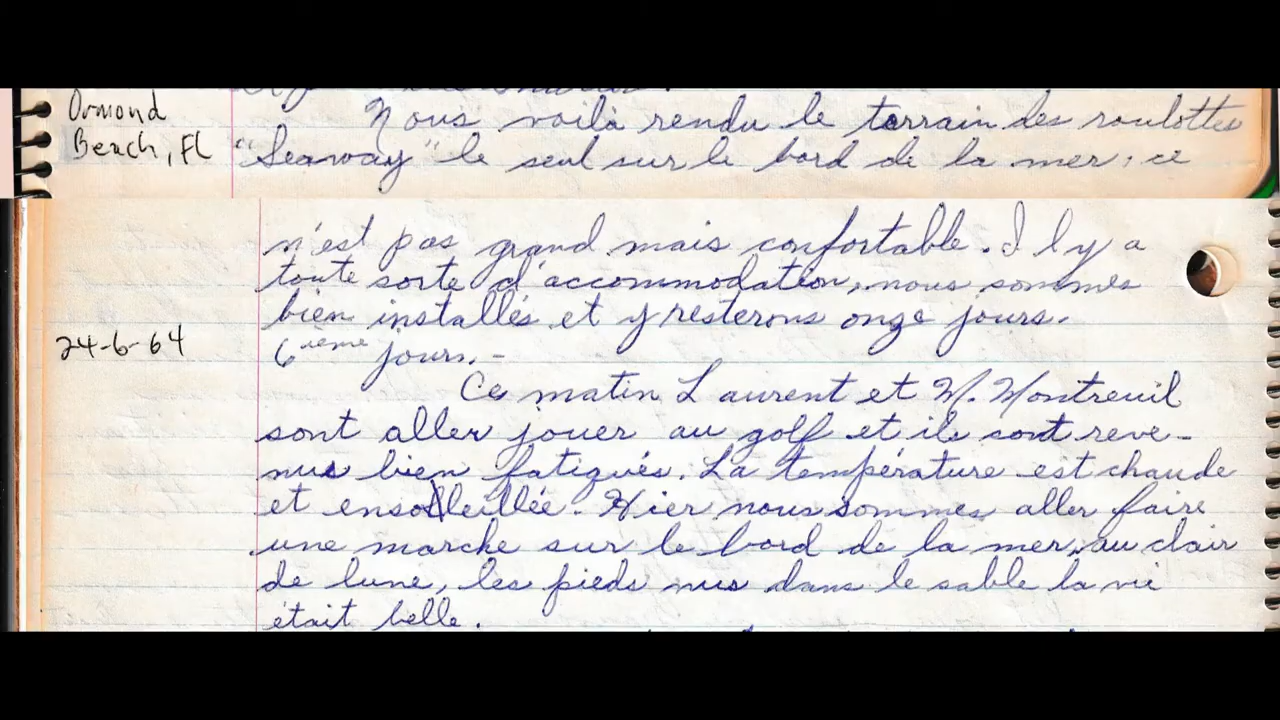 Ormond
Beach, FL
Nous voilà rendu le terrain des roulottes
"Seaway" le seul sur le bord de la mer; ce
n'est pas grand mais confortable. Il y a
toute sorte d'accommodation, nous sommes
bien installés et y resterons onze jours.
24-6-64
6ième jour. -
Ce matin Laurent et M. Montreuil
sont aller jouer au golf et ils sont reve-
nus bien fatigués. La température est chaude
et ensolleillée. Hier nous sommes aller faire
une marche sur le bord de la mer, au clair
de lune, les pieds nus dans le sable la vie
était belle.